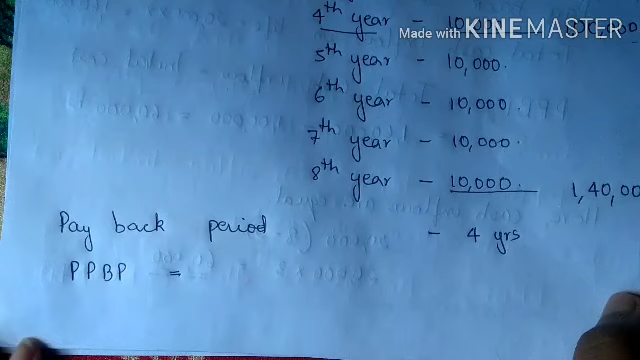 4th year - 10,000
Made with KINEMASTER
5th year - 10,000.
6th year - 10,000.
7th year - 10,000.
8th year - 10,000. 1,40,00
Pay back period - 4 yrs
PPBP =